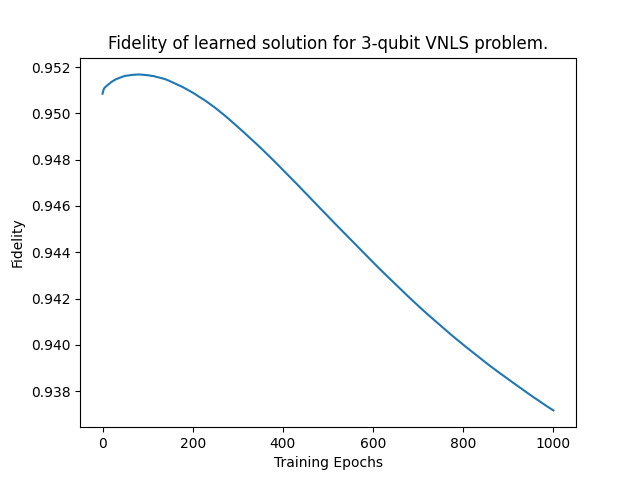 Fidelity of learned solution for 3-qubit VNLS problem.
0.952
0.950
0.948
0.946
0.944
0.942
0.940
0.938
Fidelity
0 200 400 600 800 1000
Training Epochs